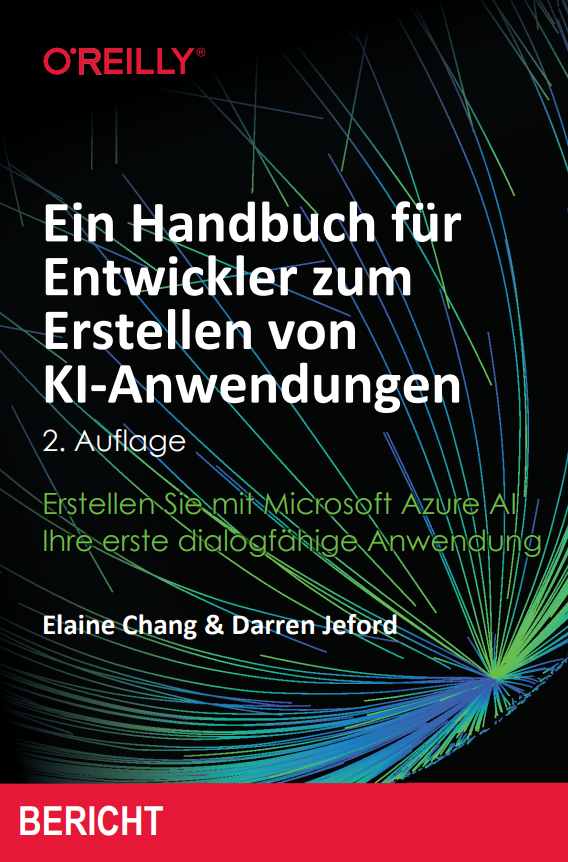 O'REILLY®
Ein Handbuch für
Entwickler zum
Erstellen von
KI-Anwendungen
2. Auflage
Erstellen Sie mit Microsoft Azure AI
Ihre erste dialogfähige Anwendung
Elaine Chang & Darren Jeford
BERICHT